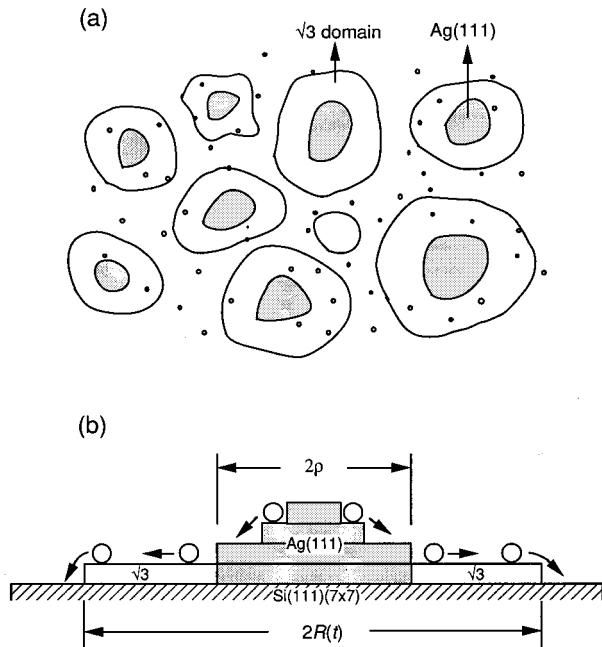 (a)
√3 domain
Ag(111)
(b)
2ρ
Ag(111)
√3
√3
Si(111)(7x7)
2R(t)